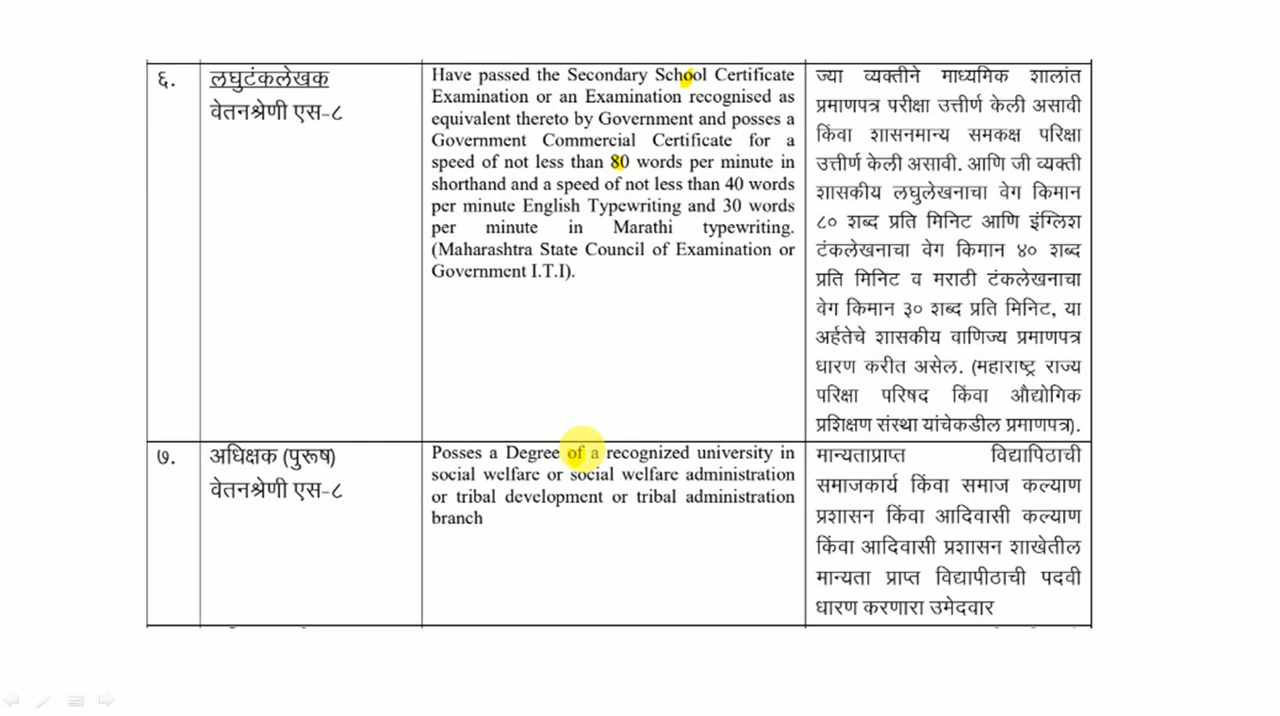 ६.
लघुटंकलेखक
वेतनश्रेणी एस-८
Have passed the Secondary School Certificate
Examination or an Examination recognised as
equivalent thereto by Government and posses a
Government Commercial Certificate for a
speed of not less than 80 words per minute in
shorthand and a speed of not less than 40 words
per minute English Typewriting and 30 words
per minute in Marathi typewriting.
(Maharashtra State Council of Examination or
Government I.T.I).
ज्या व्यक्तीने माध्यमिक शालांत
प्रमाणपत्र परीक्षा उत्तीर्ण केली असावी
किंवा शासनमान्य समकक्ष परिक्षा
उत्तीर्ण केली असावी. आणि जी व्यक्ती
शासकीय लघुलेखनाचा वेग किमान
८० शब्द प्रति मिनिट आणि इंग्लिश
टंकलेखनाचा वेग किमान ४० शब्द
प्रति मिनिट व मराठी टंकलेखनाचा
वेग किमान ३० शब्द प्रति मिनिट, या
अर्हतेचे शासकीय वाणिज्य प्रमाणपत्र
धारण करीत असेल. (महाराष्ट्र राज्य
परिक्षा परिषद किंवा औद्योगिक
प्रशिक्षण संस्था यांचेकडील प्रमाणपत्र).
७.
अधिक्षक (पुरूष)
वेतनश्रेणी एस-८
Posses a Degree of a recognized university in
social welfare or social welfare administration
or tribal development or tribal administration
branch
मान्यताप्राप्त विद्यापिठाची
समाजकार्य किंवा समाज कल्याण
प्रशासन किंवा आदिवासी कल्याण
किंवा आदिवासी प्रशासन शाखेतील
मान्यता प्राप्त विद्यापीठाची पदवी
धारण करणारा उमेदवार